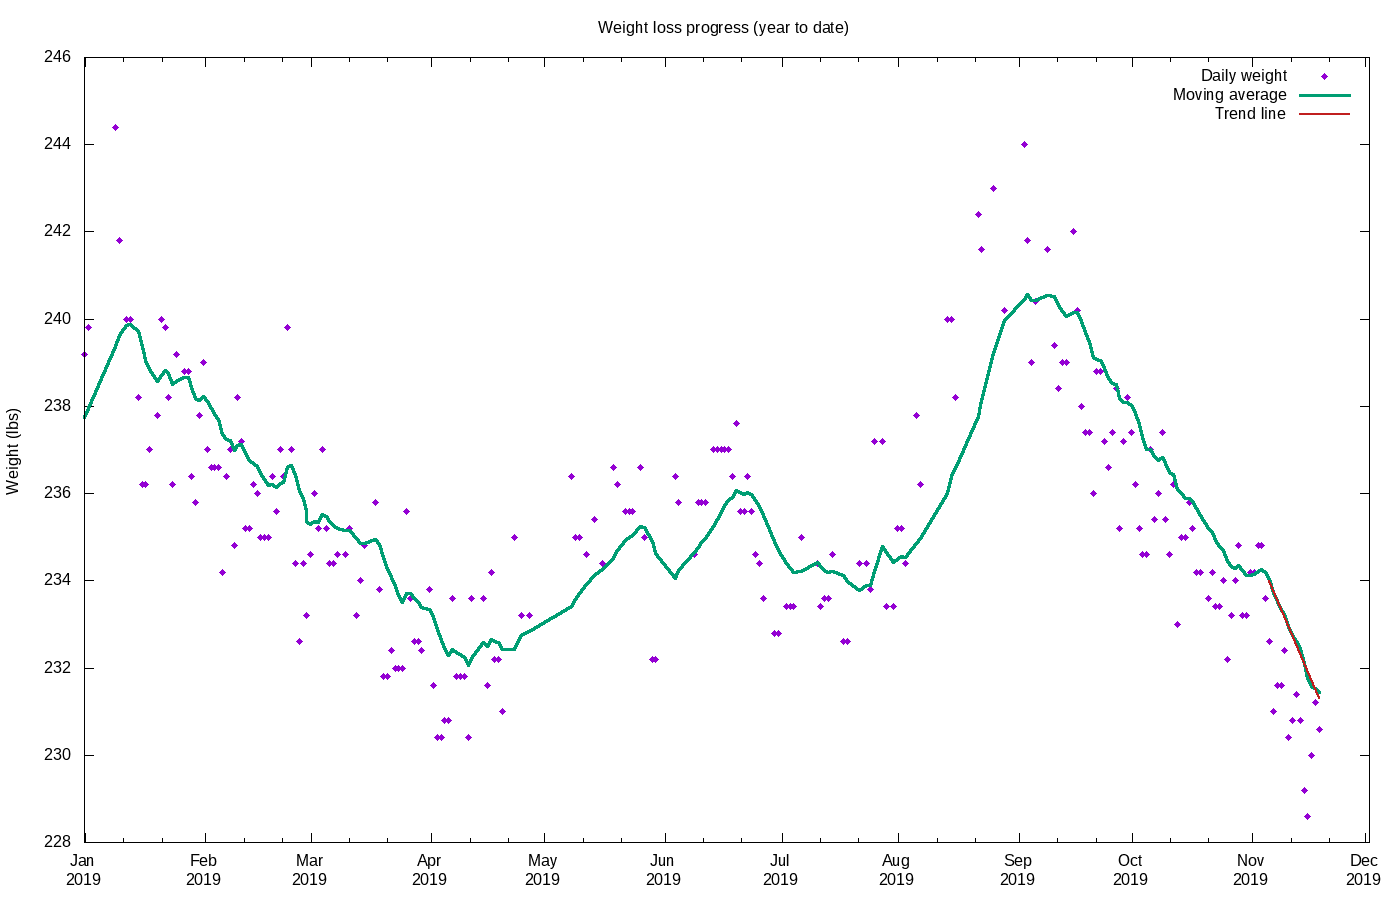 Weight loss progress (year to date)
Daily weight
Moving average
Trend line
Weight (lbs)
246
244
242
240
238
236
234
232
230
228
Jan Feb Mar Apr May Jun Jul Aug Sep Oct Nov Dec
2019 2019 2019 2019 2019 2019 2019 2019 2019 2019 2019 2019